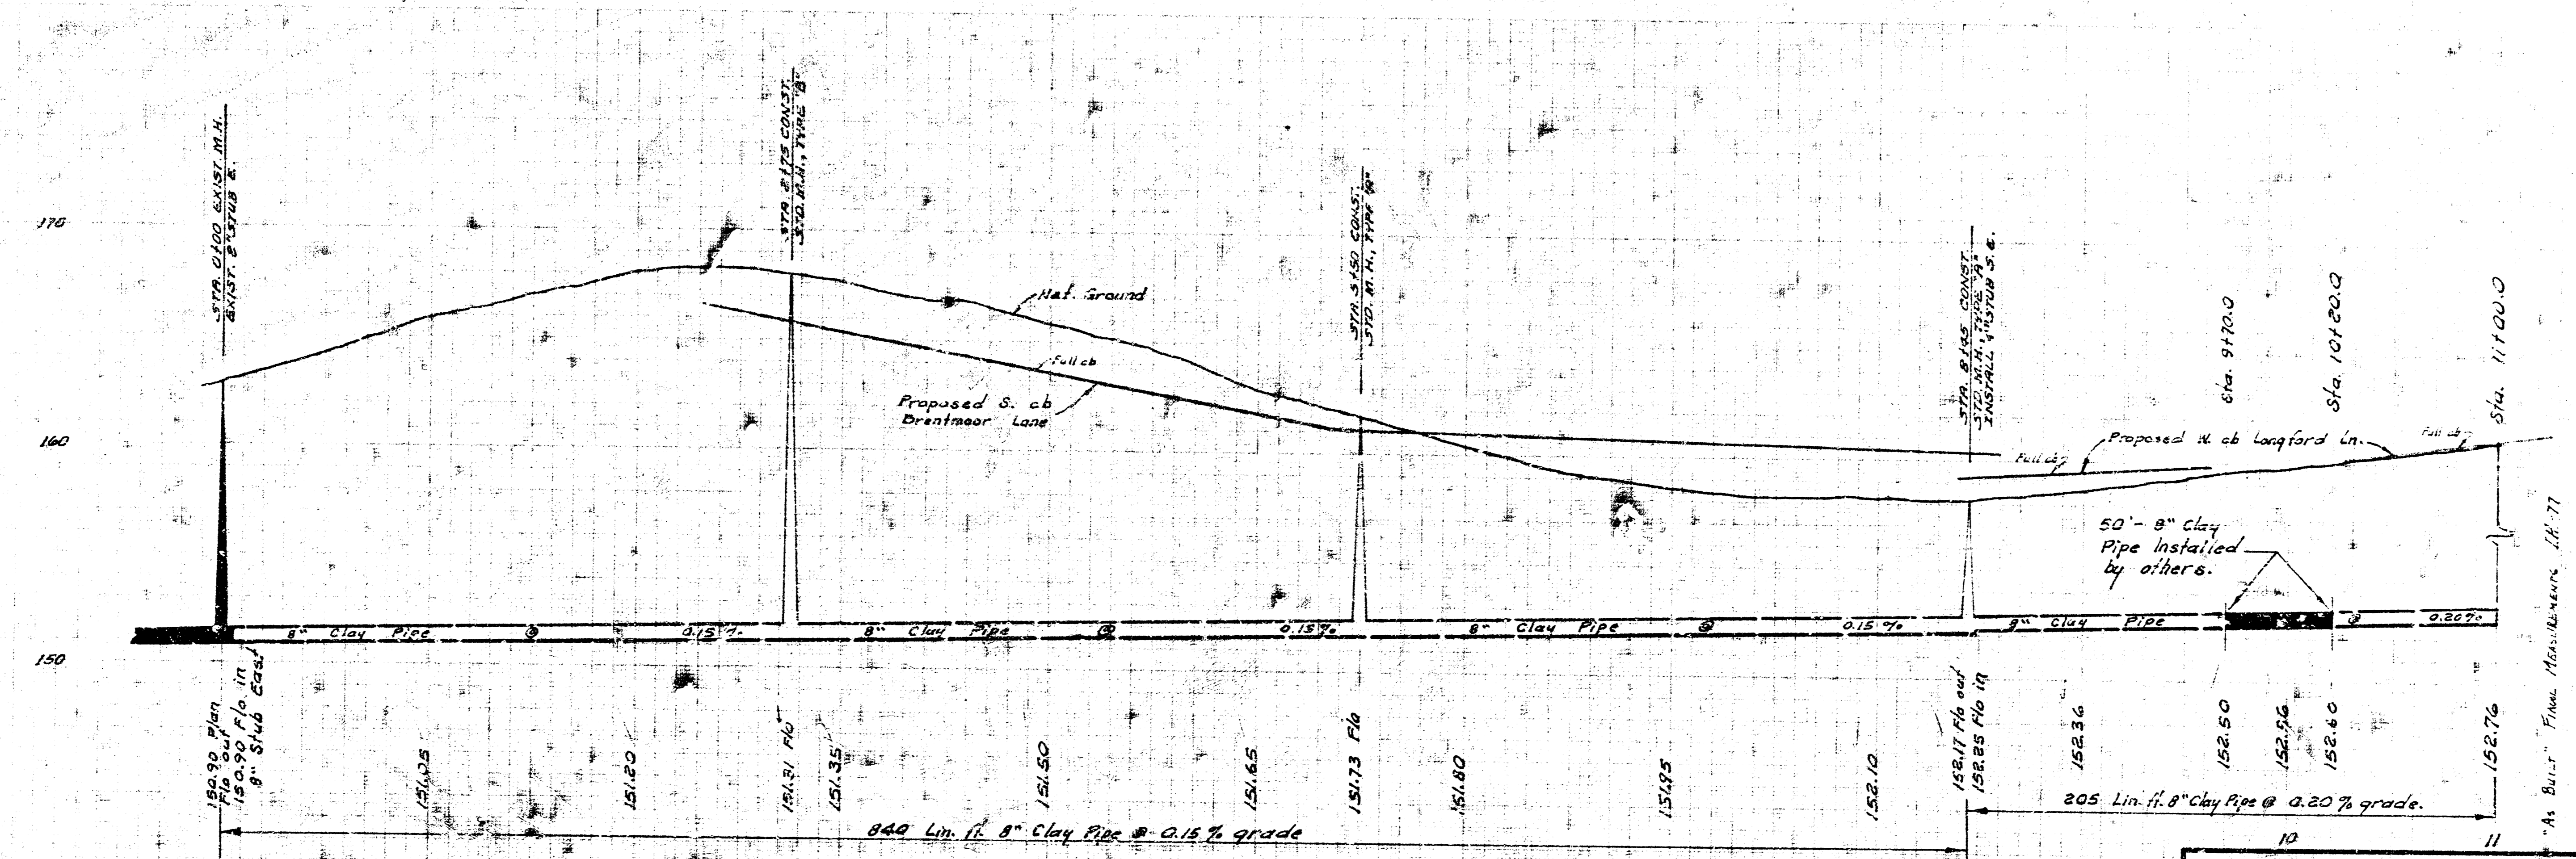 STA. 0+00 EXIST. M.H.
EXIST. 8" STUB E.
STA 2+75 CONST.
STD. M.H., TYPE "B"
STA. 5+50 CONST.
STD. M.H., TYPE "A"
STA. 8+45 CONST
STD. M.H., TYPE "A"
INSTALL 4" STUB S.E.
Sta. 9+70.0
Sta. 10+20.0
Sta. 11+00.0
170
160
150
Nat. Ground
Full cb
Proposed S. cb
Brentmoor Lane
Proposed W. cb Longford Ln.
Full cb
Full cb
50'- 8" Clay
Pipe Installed
by others.
8" Clay Pipe @ 0.15%
8" Clay Pipe @ 0.15%
8" Clay Pipe @ 0.15%
8" Clay Pipe @ 0.20%
150.90 Plan
Flo out
150.90 Flo in
8" Stub East
151.05
151.20
151.31 Flo
151.35
151.50
151.65
151.73 Flo
151.80
151.95
152.10
152.17 Flo out
152.25 Flo in
152.36
152.50
152.56
152.60
152.76
840 Lin. ft. 8" Clay Pipe @ 0.15% grade
205 Lin. ft. 8" Clay Pipe @ 0.20% grade.
10
11
"As Built" Final Measurements